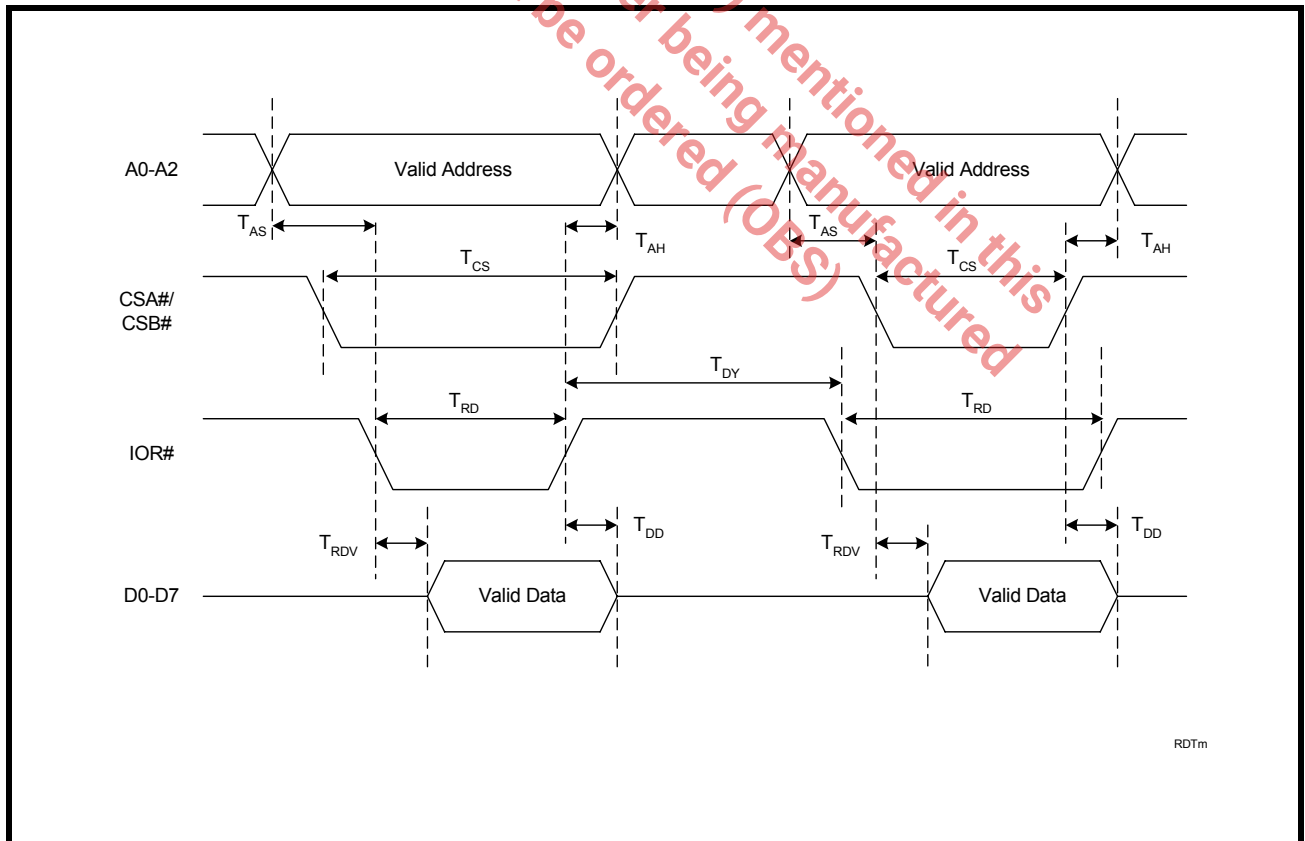 ) mentioned in this
er being manufactured
be ordered (OBS)
A0-A2
Valid Address
Valid Address
TAS
TAH
TAS
TAH
TCS
TCS
CSA#/
CSB#
TDY
TRD
TRD
IOR#
TRDV
TDD
TRDV
TDD
D0-D7
Valid Data
Valid Data
RDTm